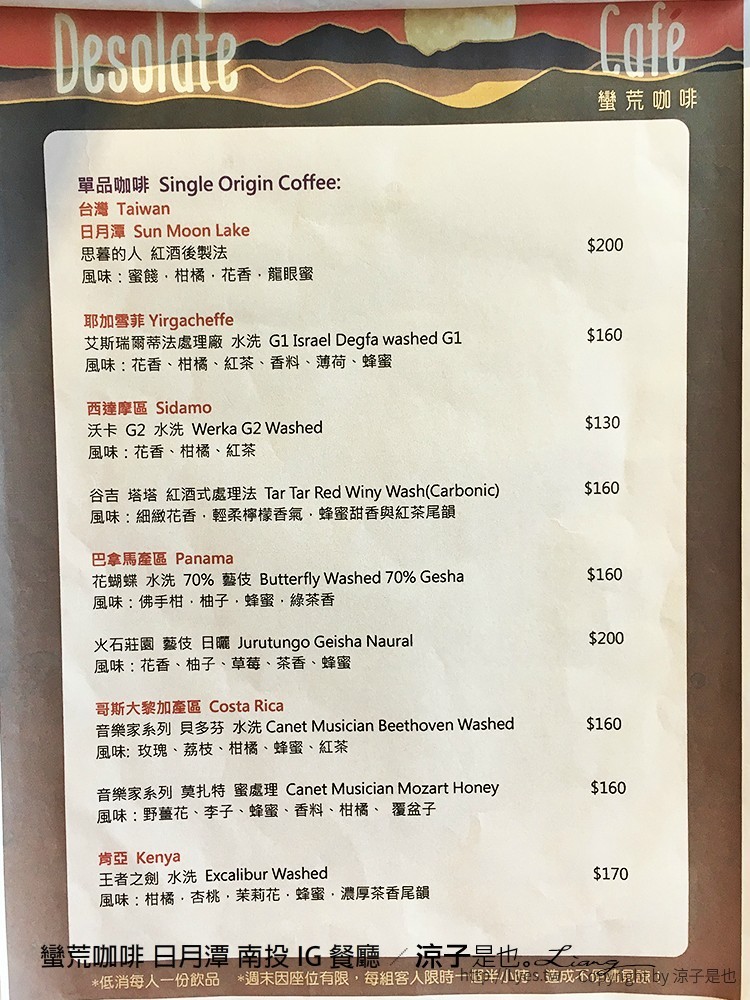 Desolate Café
蠻荒咖啡
單品咖啡 Single Origin Coffee:
台灣 Taiwan
日月潭 Sun Moon Lake
思暮的人 紅酒後製法 $200
風味：蜜餞．柑橘．花香．龍眼蜜
耶加雪菲 Yirgacheffe
艾斯瑞爾蒂法處理廠 水洗 G1 Israel Degfa washed G1 $160
風味：花香、柑橘、紅茶、香料、薄荷、蜂蜜
西達摩區 Sidamo
沃卡 G2 水洗 Werka G2 Washed $130
風味：花香、柑橘、紅茶
谷吉 塔塔 紅酒式處理法 Tar Tar Red Winy Wash(Carbonic) $160
風味：細緻花香．輕柔檸檬香氣．蜂蜜甜香與紅茶尾韻
巴拿馬產區 Panama
花蝴蝶 水洗 70% 藝伎 Butterfly Washed 70% Gesha $160
風味：佛手柑．柚子．蜂蜜．綠茶香
火石莊園 藝伎 日曬 Jurutungo Geisha Naural $200
風味：花香、柚子、草莓、茶香、蜂蜜
哥斯大黎加產區 Costa Rica
音樂家系列 貝多芬 水洗 Canet Musician Beethoven Washed $160
風味: 玫瑰、荔枝、柑橘、蜂蜜、紅茶
音樂家系列 莫扎特 蜜處理 Canet Musician Mozart Honey $160
風味：野薑花、李子、蜂蜜、香料、柑橘、 覆盆子
肯亞 Kenya
王者之劍 水洗 Excalibur Washed $170
風味：柑橘．杏桃．茉莉花．蜂蜜．濃厚茶香尾韻
蠻荒咖啡 日月潭 南投 IG 餐廳 ／ 涼子是也。Liang
*低消每人一份飲品 *週末因座位有限，每組客人限時一個半小時，造成不便敬請見諒
Copyright by 涼子是也